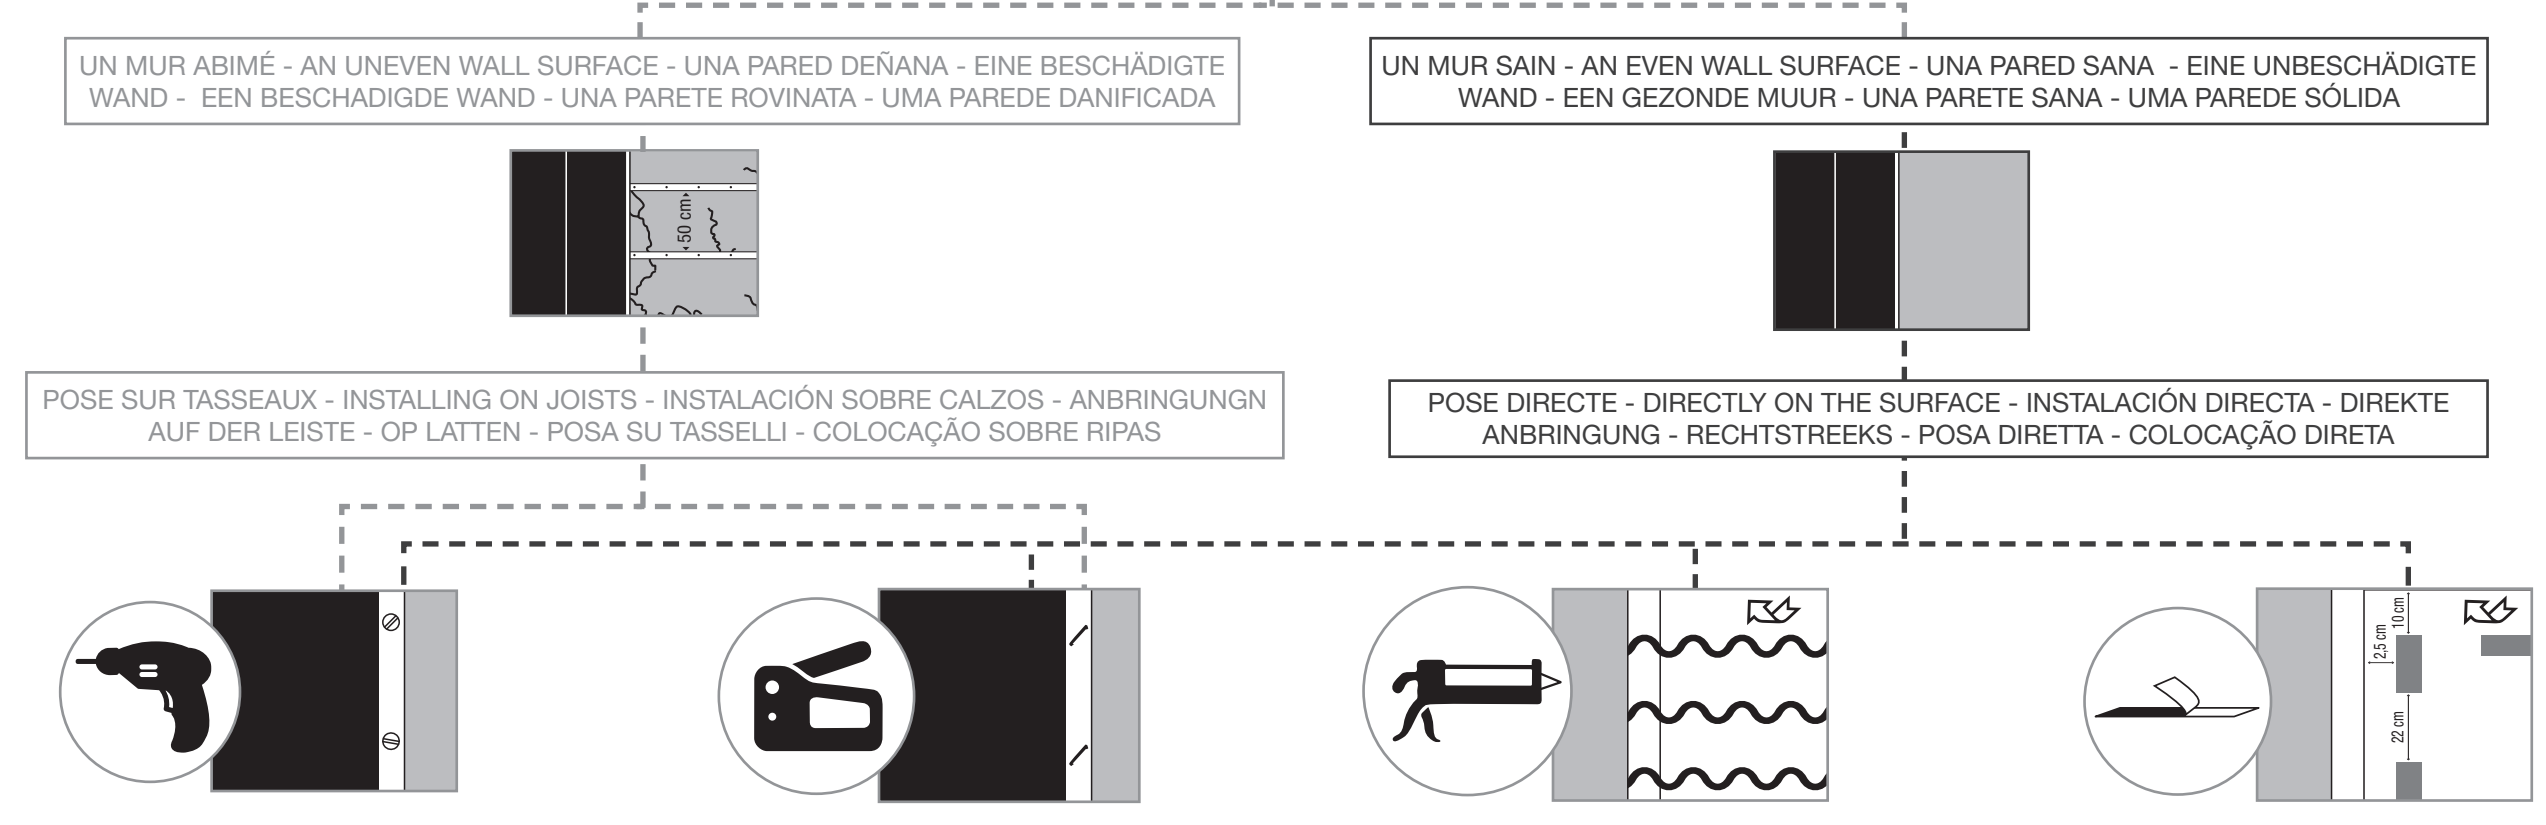 UN MUR ABIMÉ - AN UNEVEN WALL SURFACE - UNA PARED DEÑANA - EINE BESCHÄDIGTE
WAND - EEN BESCHADIGDE WAND - UNA PARETE ROVINATA - UMA PAREDE DANIFICADA
UN MUR SAIN - AN EVEN WALL SURFACE - UNA PARED SANA - EINE UNBESCHÄDIGTE
WAND - EEN GEZONDE MUUR - UNA PARETE SANA - UMA PAREDE SÓLIDA
50 cm
POSE SUR TASSEAUX - INSTALLING ON JOISTS - INSTALACIÓN SOBRE CALZOS - ANBRINGUNGN
AUF DER LEISTE - OP LATTEN - POSA SU TASSELLI - COLOCAÇÃO SOBRE RIPAS
POSE DIRECTE - DIRECTLY ON THE SURFACE - INSTALACIÓN DIRECTA - DIREKTE
ANBRINGUNG - RECHTSTREEKS - POSA DIRETTA - COLOCAÇÃO DIRETA
2,5 cm
10 cm
22 cm